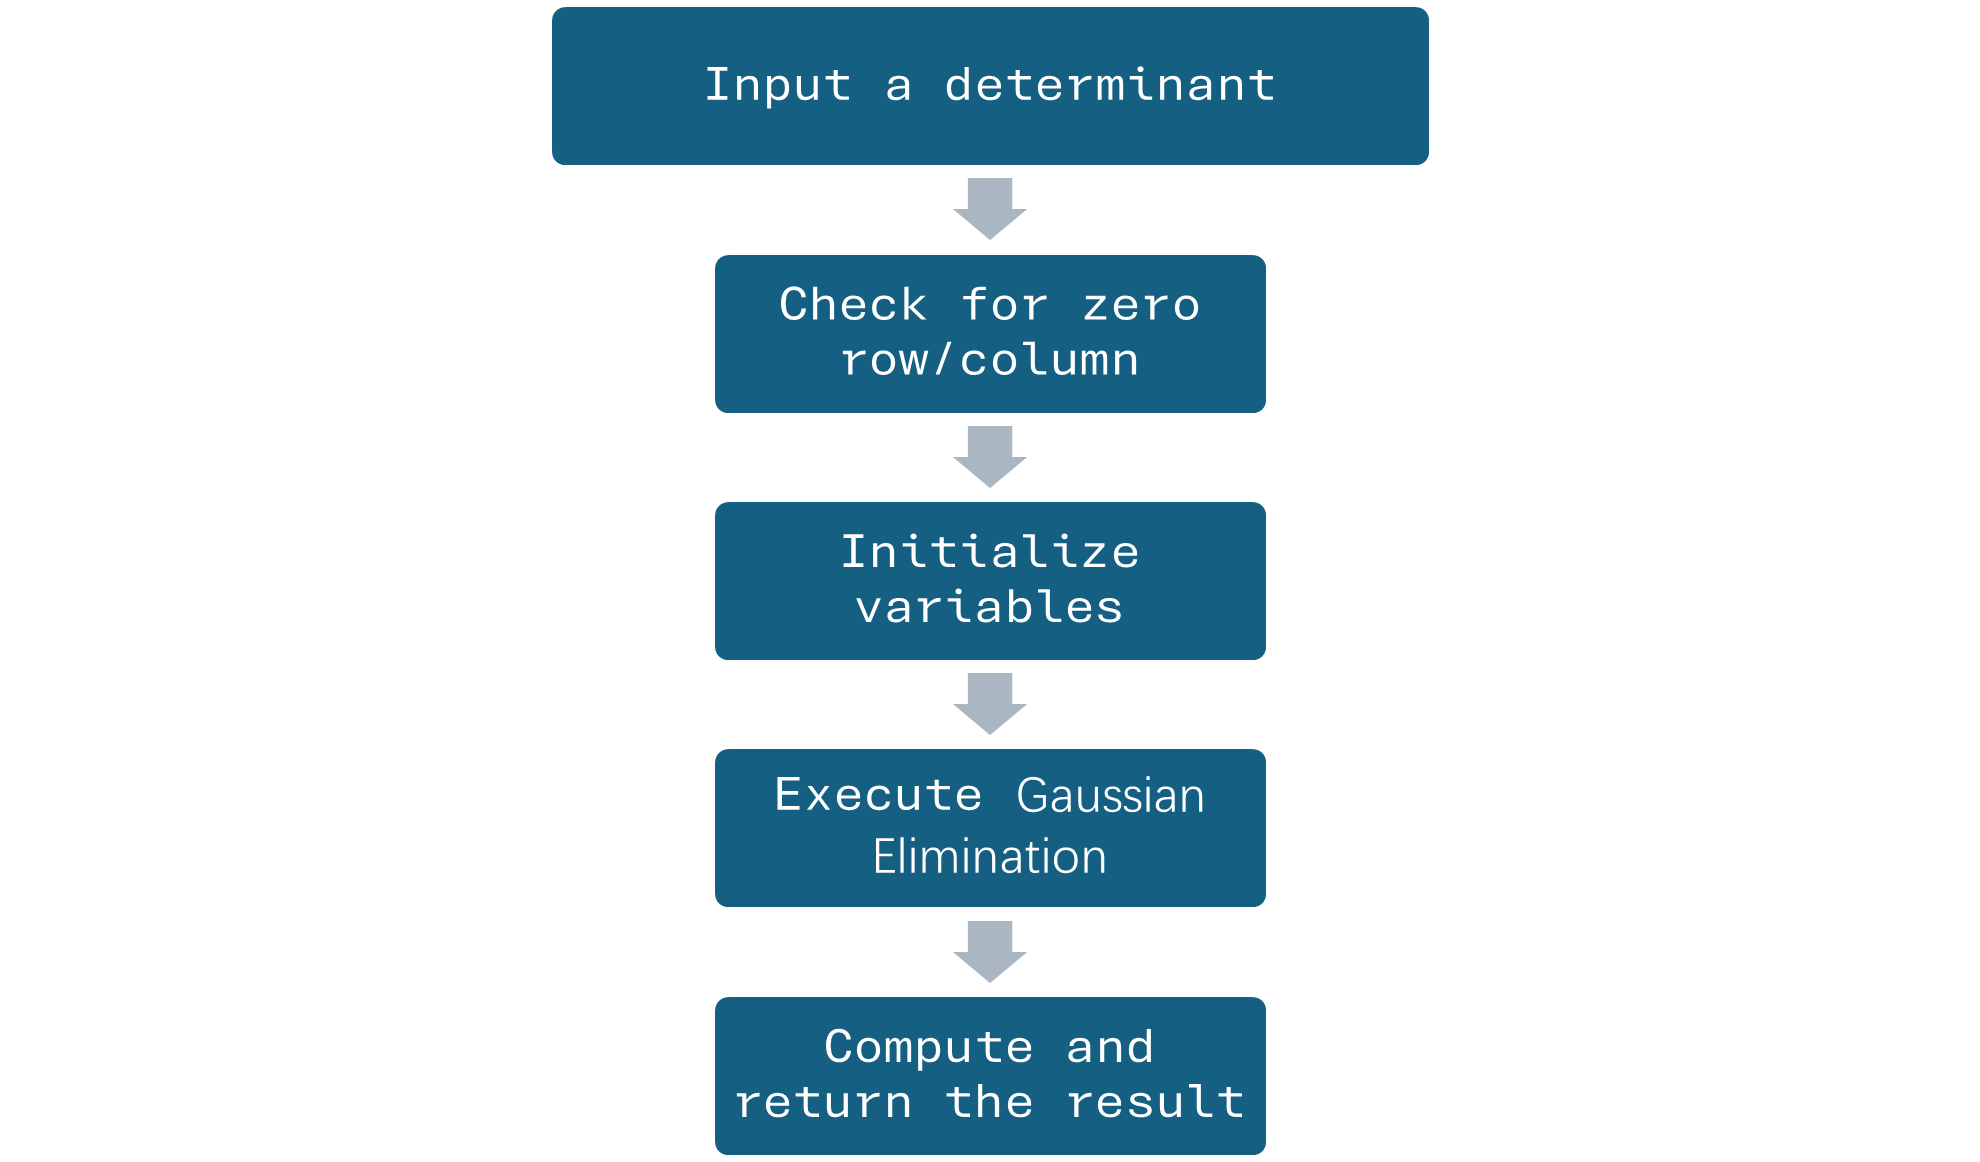 Input a determinant
Check for zero
row/column
Initialize
variables
Execute Gaussian
Elimination
Compute and
return the result